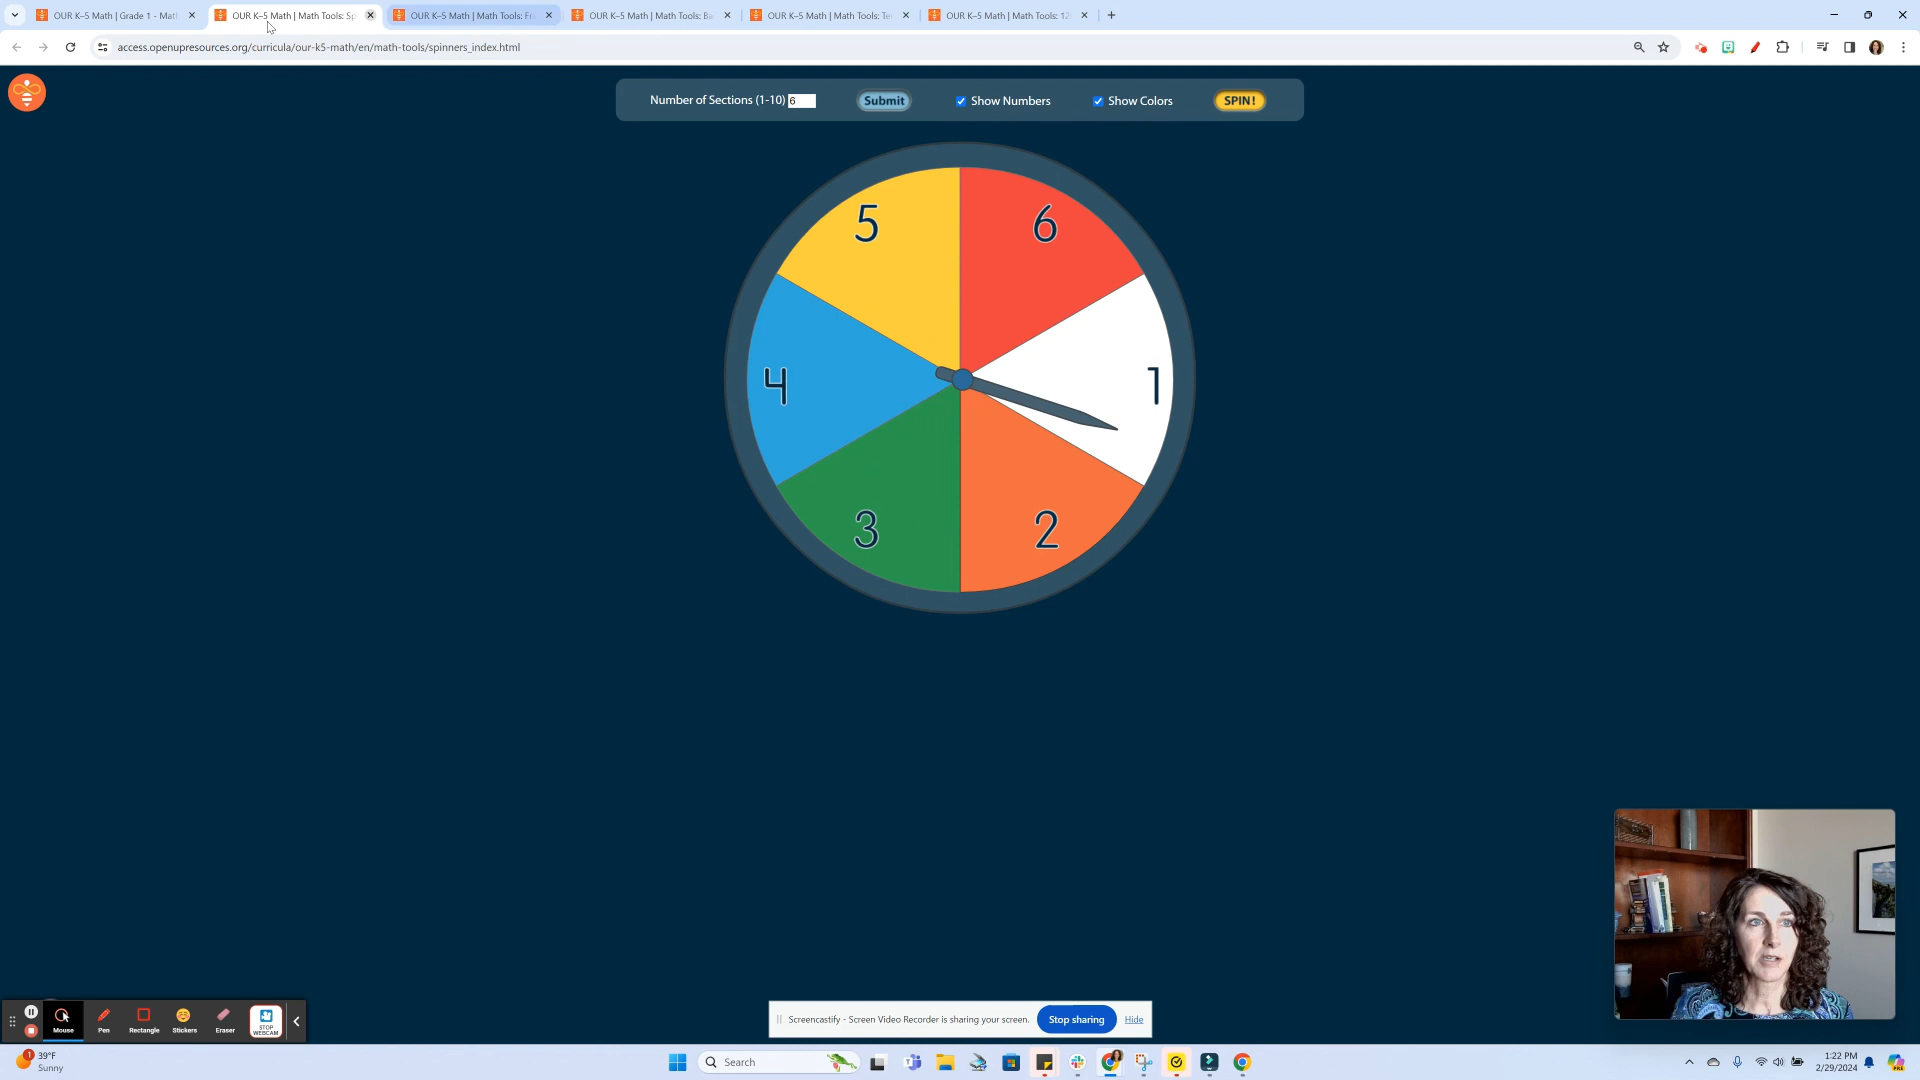 OUR K–5 Math | Grade 1 - Mat
OUR K–5 Math | Math Tools: Sp
OUR K–5 Math | Math Tools: Fr
OUR K–5 Math | Math Tools: Ba
OUR K–5 Math | Math Tools: Te
OUR K–5 Math | Math Tools: 12
access.openupresources.org/curricula/our-k5-math/en/math-tools/spinners_index.html
Number of Sections (1-10) 6
Submit
Show Numbers
Show Colors
SPIN!
5
6
4
1
3
2
Mouse
Pen
Rectangle
Stickers
Eraser
STOP
WEBCAM
Screencastify - Screen Video Recorder is sharing your screen.
Stop sharing
Hide
1
39°F
Sunny
Search
1:22 PM
2/29/2024
PRE